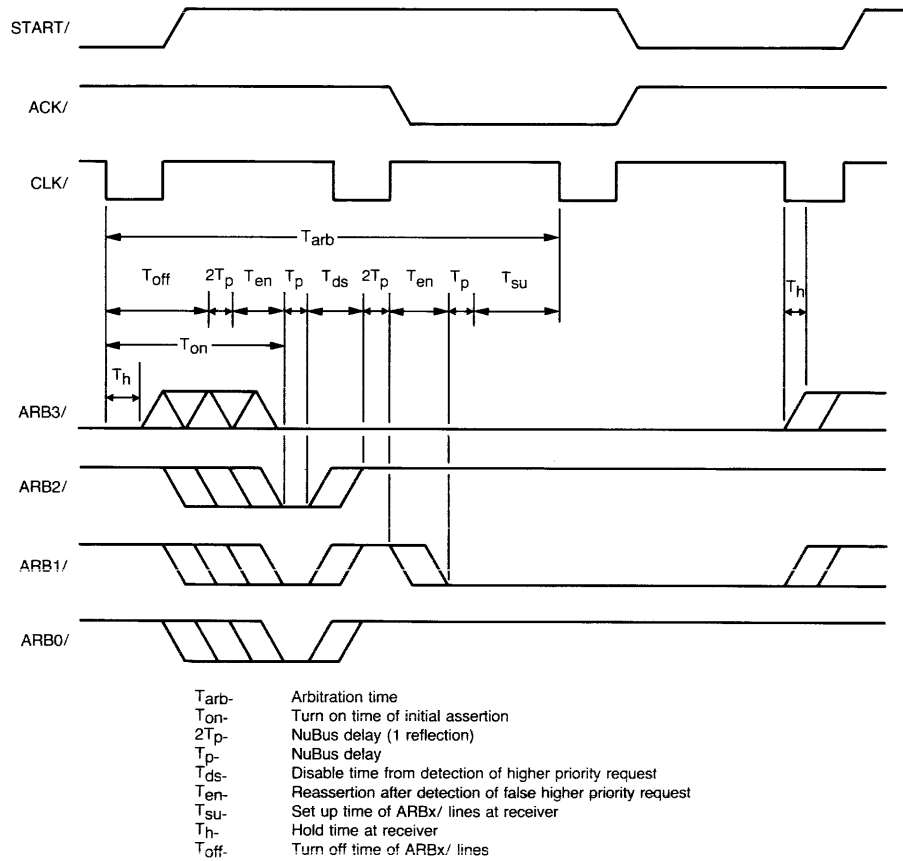 START/
ACK/
CLK/
Tarb
Toff 2Tp Ten Tp Tds 2Tp Ten Tp Tsu
Th
Ton
Th
ARB3/
ARB2/
ARB1/
ARB0/
Tarb- Arbitration time
Ton- Turn on time of initial assertion
2Tp- NuBus delay (1 reflection)
Tp- NuBus delay
Tds- Disable time from detection of higher priority request
Ten- Reassertion after detection of false higher priority request
Tsu- Set up time of ARBx/ lines at receiver
Th- Hold time at receiver
Toff- Turn off time of ARBx/ lines